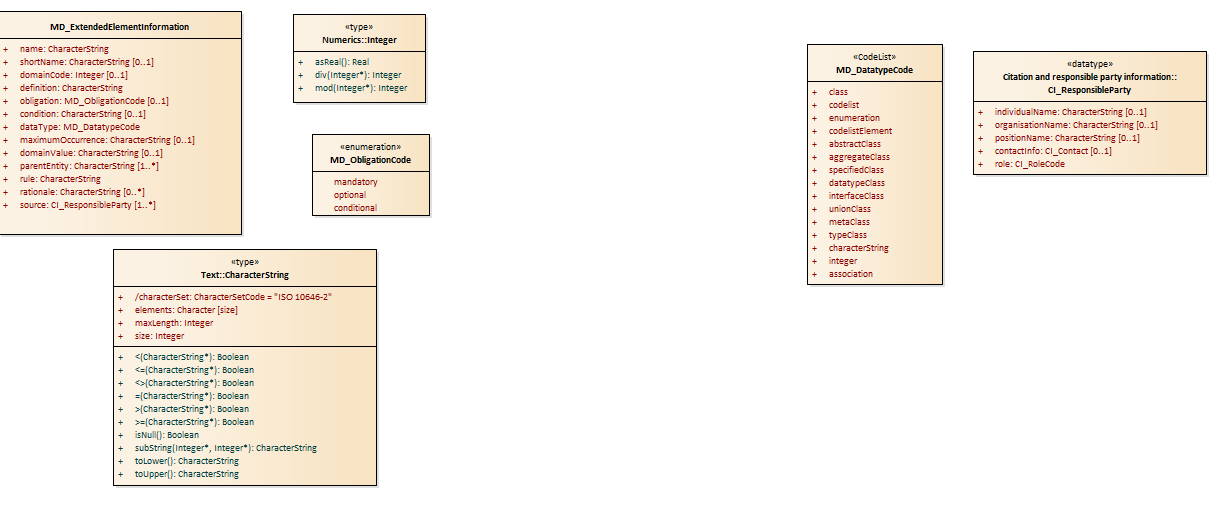 MD_ExtendedElementInformation
+ name: CharacterString
+ shortName: CharacterString [0..1]
+ domainCode: Integer [0..1]
+ definition: CharacterString
+ obligation: MD_ObligationCode [0..1]
+ condition: CharacterString [0..1]
+ dataType: MD_DatatypeCode
+ maximumOccurrence: CharacterString [0..1]
+ domainValue: CharacterString [0..1]
+ parentEntity: CharacterString [1..*]
+ rule: CharacterString
+ rationale: CharacterString [0..*]
+ source: CI_ResponsibleParty [1..*]
«type»
Numerics::Integer
+ asReal(): Real
+ div(Integer*): Integer
+ mod(Integer*): Integer
«enumeration»
MD_ObligationCode
mandatory
optional
conditional
«type»
Text::CharacterString
+ /characterSet: CharacterSetCode = "ISO 10646-2"
+ elements: Character [size]
+ maxLength: Integer
+ size: Integer
+ <(CharacterString*): Boolean
+ <=(CharacterString*): Boolean
+ <>(CharacterString*): Boolean
+ =(CharacterString*): Boolean
+ >(CharacterString*): Boolean
+ >=(CharacterString*): Boolean
+ isNull(): Boolean
+ subString(Integer*, Integer*): CharacterString
+ toLower(): CharacterString
+ toUpper(): CharacterString
«CodeList»
MD_DatatypeCode
+ class
+ codelist
+ enumeration
+ codelistElement
+ abstractClass
+ aggregateClass
+ specifiedClass
+ datatypeClass
+ interfaceClass
+ unionClass
+ metaClass
+ typeClass
+ characterString
+ integer
+ association
«datatype»
Citation and responsible party information::
CI_ResponsibleParty
+ individualName: CharacterString [0..1]
+ organisationName: CharacterString [0..1]
+ positionName: CharacterString [0..1]
+ contactInfo: CI_Contact [0..1]
+ role: CI_RoleCode